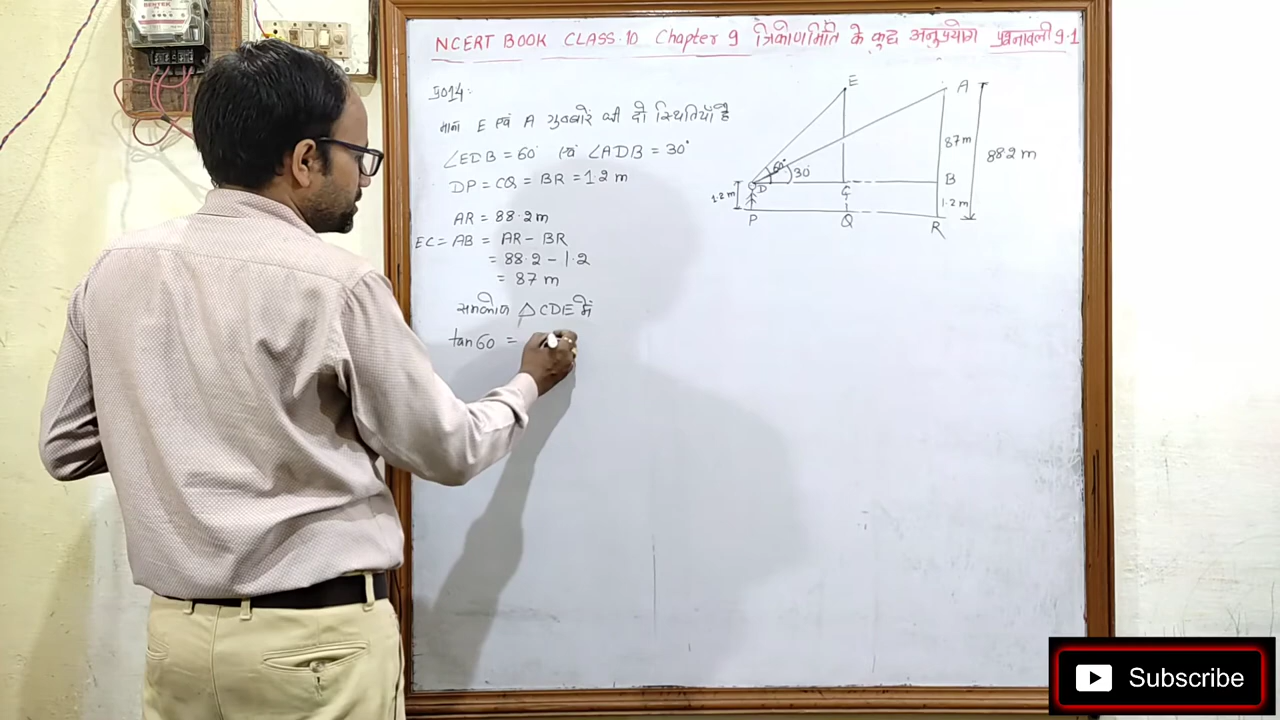 NCERT BOOK CLASS-10 Chapter 9 त्रिकोणमिति के कुछ अनुप्रयोग प्रश्नावली 9.1
प्र014:
माना E एवं A गुब्बारे की दो स्थितियाँ है
∠EDB = 60° एवं ∠ADB = 30°
DP = CQ = BR = 1.2 m
AR = 88.2m
EC = AB = AR - BR
= 88.2 - 1.2
= 87 m
समकोण △CDE में
tan 60 =
E
A
60°
30°
87 m
88.2 m
D
C
B
1.2 m
1.2 m
P
Q
R
Subscribe